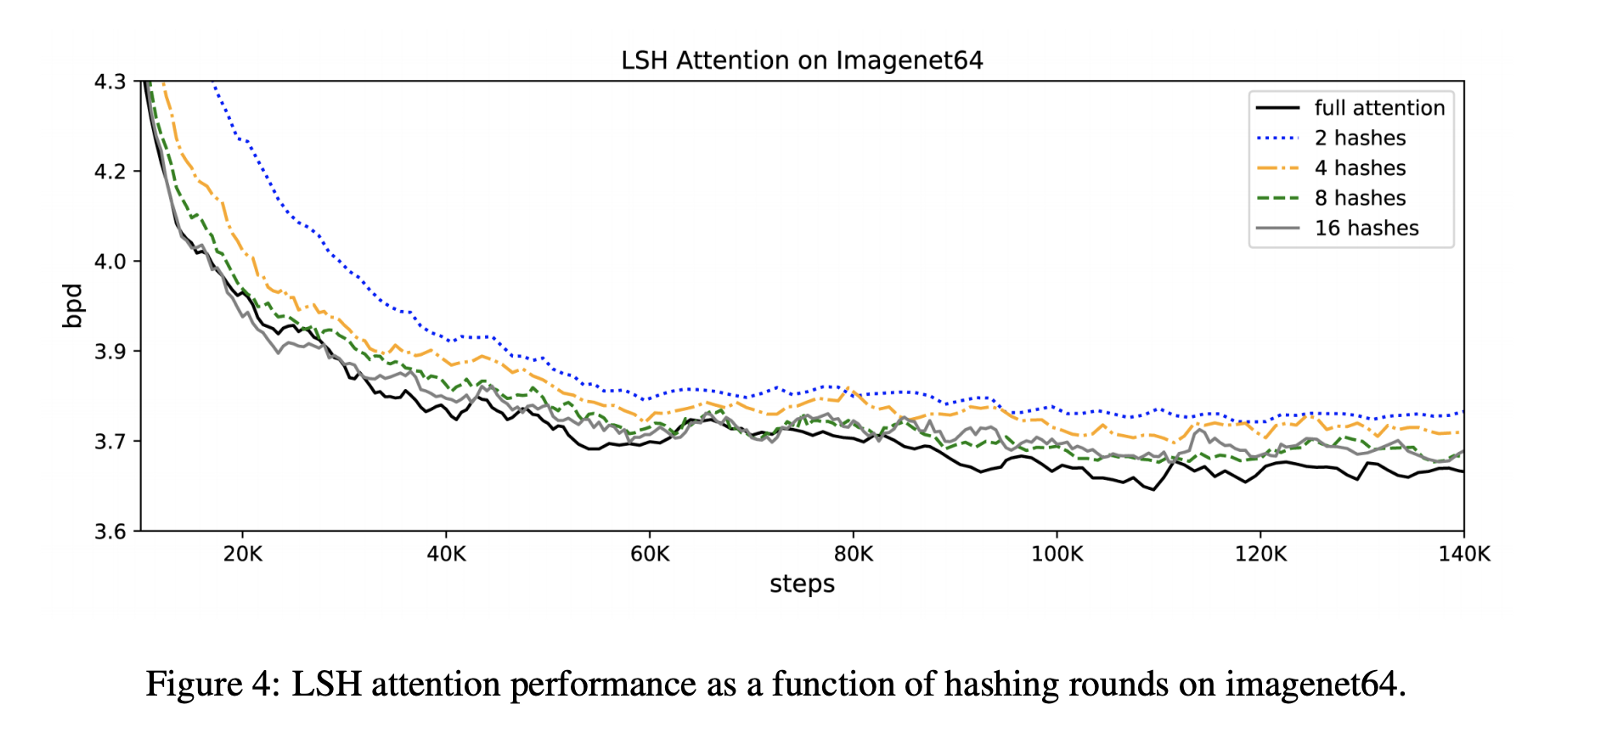 LSH Attention on Imagenet64
4.3
4.2
4.0
3.9
3.7
3.6
bpd
full attention
2 hashes
4 hashes
8 hashes
16 hashes
20K 40K 60K 80K 100K 120K 140K
steps
Figure 4: LSH attention performance as a function of hashing rounds on imagenet64.